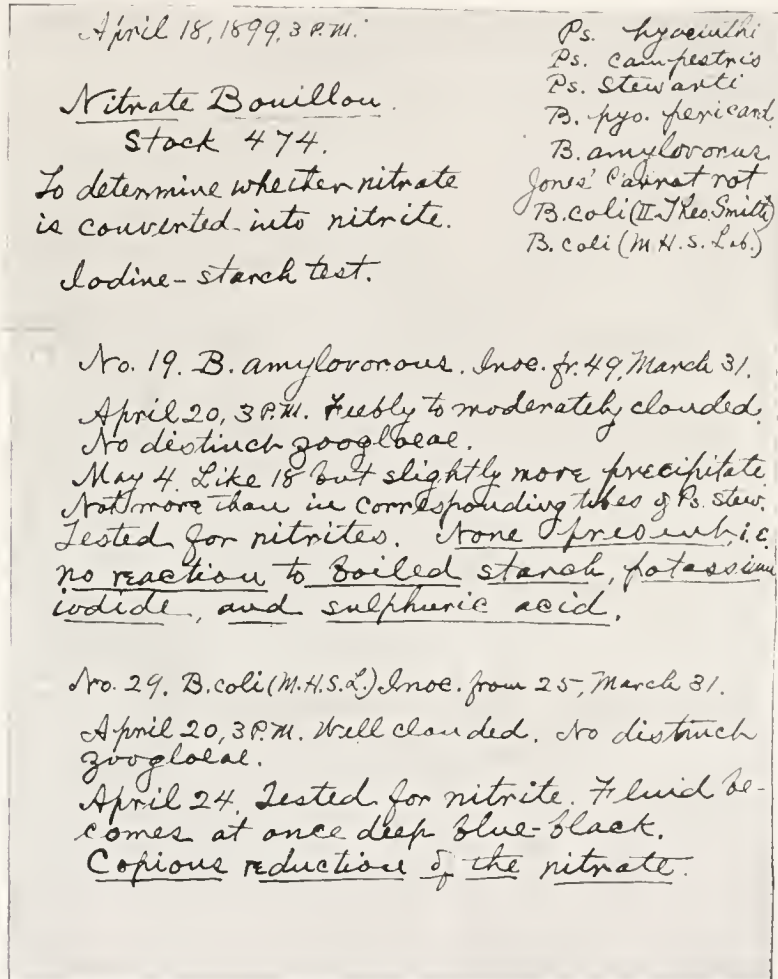 April 18, 1899, 3 P.M.
Nitrate Bouillon.
Stock 474.
To determine whether nitrate
is converted into nitrite.
Iodine-starch test.
Ps. hyacinthi
Ps. campestris
Ps. Stewarti
B. pyo. pericard.
B. amylovorus
Jones' Carrot rot
B. coli (II Theo. Smith)
B. coli (M.H.S. Lab.)
No. 19. B. amylovorous. Inoc. fr. 49, March 31.
April 20, 3 P.M. Feebly to moderately clouded.
No distinct zoogloeae.
May 4. Like 18 but slightly more precipitate.
Not more than in corresponding tubes of Ps. stew.
Tested for nitrites. None present, i.e.
no reaction to boiled starch, potassium
iodide, and sulphuric acid.
No. 29. B. coli (M.H.S.L.) Inoc. from 25, March 31.
April 20, 3 P.M. Well clouded. No distinct
zoogloeae.
April 24. Tested for nitrite. Fluid be-
comes at once deep blue-black.
Copious reduction of the nitrate.